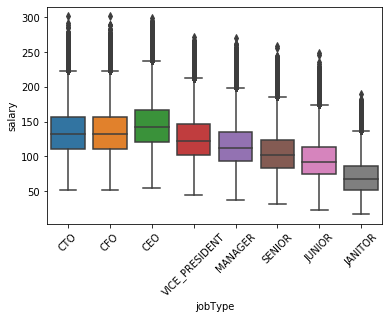 300
250
200
150
100
50
salary
CTO
CFO
CEO
VICE_PRESIDENT
MANAGER
SENIOR
JUNIOR
JANITOR
jobType